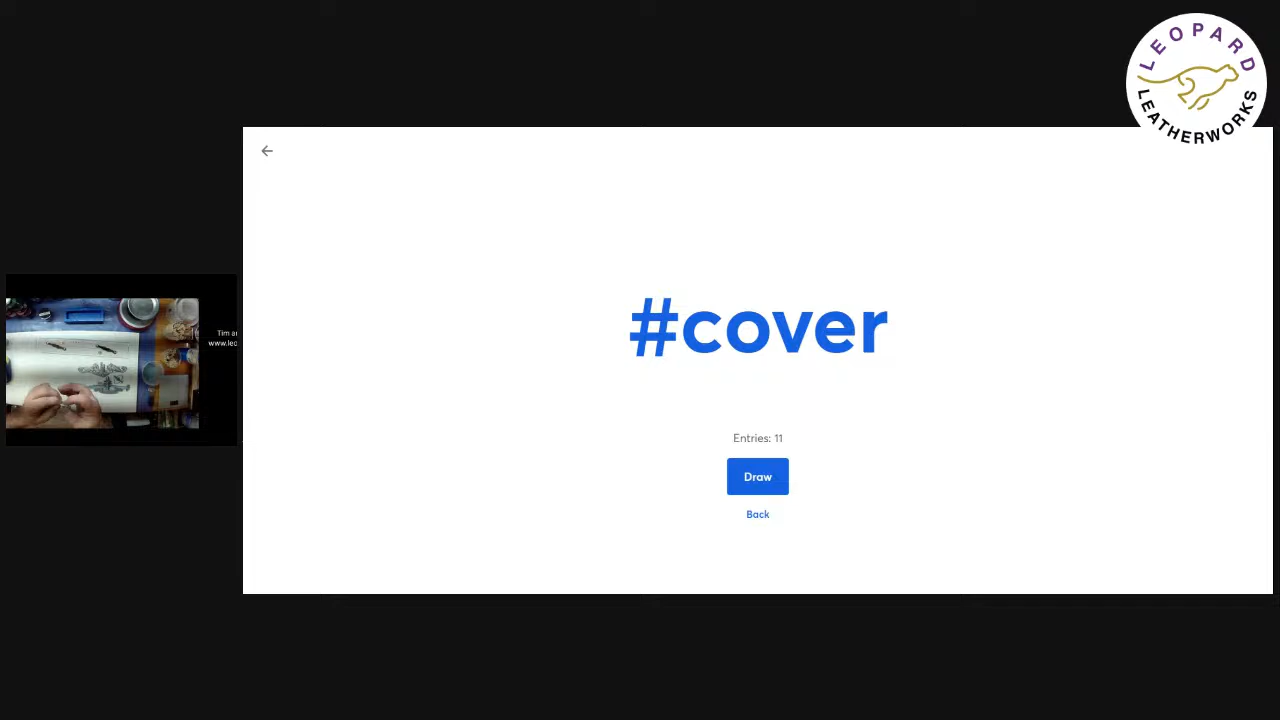 LEOPARD
LEATHERWORKS
#cover
Entries: 11
Draw
Back